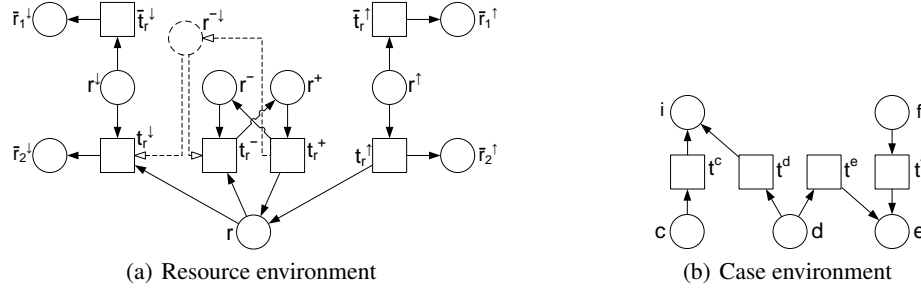 r̄₁↓ t̄ᵣ↓ r⁻↓ t̄ᵣ↑ r̄₁↑
r↓ r⁻ r⁺ r↑ i f
r̄₂↓ tᵣ↓ tᵣ⁻ tᵣ⁺ tᵣ↑ r̄₂↑ tᶜ tᵈ tᵉ
r c d e
(a) Resource environment
(b) Case environment